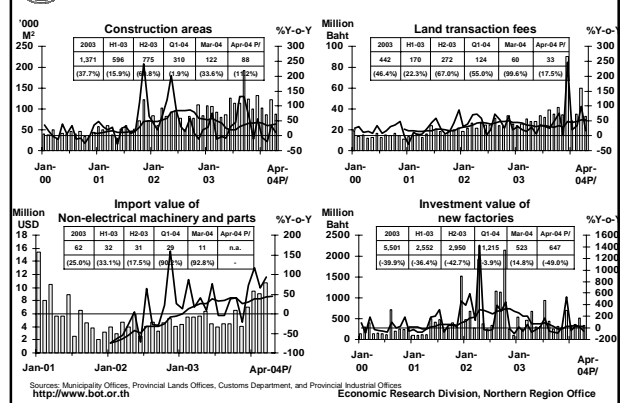 Construction areas
'000
M²
%Y-o-Y
2003 H1-03 H2-03 Q1-04 Mar-04 Apr-04 P/
1,371 596 775 310 122 88
(37.7%) (15.9%) (1.9%) (33.6%)
250
200
150
100
50
0
300
250
200
150
100
50
0
-50
Jan-00 Jan-01 Jan-02 Jan-03 Apr-04P/
Land transaction fees
Million
Baht
%Y-o-Y
2003 H1-03 H2-03 Q1-04 Mar-04 Apr-04 P/
442 170 272 124 60 33
(46.4%) (22.3%) (67.0%) (55.0%) (99.6%) (17.5%)
100
80
60
40
20
0
300
250
200
150
100
50
0
-50
Jan-00 Jan-01 Jan-02 Jan-03 Apr-04P/
Import value of
Non-electrical machinery and parts
Million
USD
%Y-o-Y
2003 H1-03 H2-03 Q1-04 Mar-04 Apr-04 P/
62 32 31 29 11 n.a.
(25.0%) (33.1%) (17.5%) (92.8%) -
18
16
14
12
10
8
6
4
2
0
200
150
100
50
0
-50
-100
Jan-01 Jan-02 Jan-03 Apr-04P/
Investment value of
new factories
Million
Baht
%Y-o-Y
2003 H1-03 H2-03 Q1-04 Mar-04 Apr-04 P/
5,501 2,552 2,950 1,215 523 647
(-39.9%) (-36.4%) (-42.7%) (14.8%) (-49.0%)
2500
2000
1500
1000
500
0
1600
1400
1200
1000
800
600
400
200
0
-200
Jan-00 Jan-01 Jan-02 Jan-03 Apr-04P/
Sources: Municipality Offices, Provincial Lands Offices, Customs Department, and Provincial Industrial Offices
http://www.bot.or.th Economic Research Division, Northern Region Office